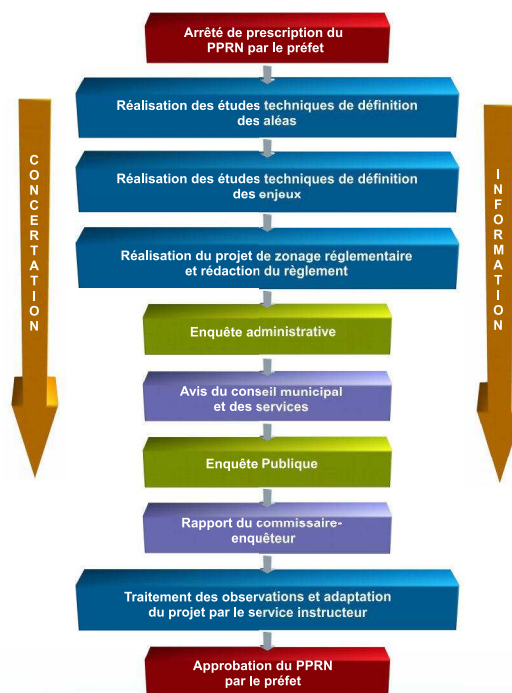 Arrêté de prescription du
PPRN par le préfet
Réalisation des études techniques de définition
des aléas
CONCERTATION
Réalisation des études techniques de définition
des enjeux
INFORMATION
Réalisation du projet de zonage réglementaire
et rédaction du règlement
Enquête administrative
Avis du conseil municipal
et des services
Enquête Publique
Rapport du commissaire-
enquêteur
Traitement des observations et adaptation
du projet par le service instructeur
Approbation du PPRN
par le préfet